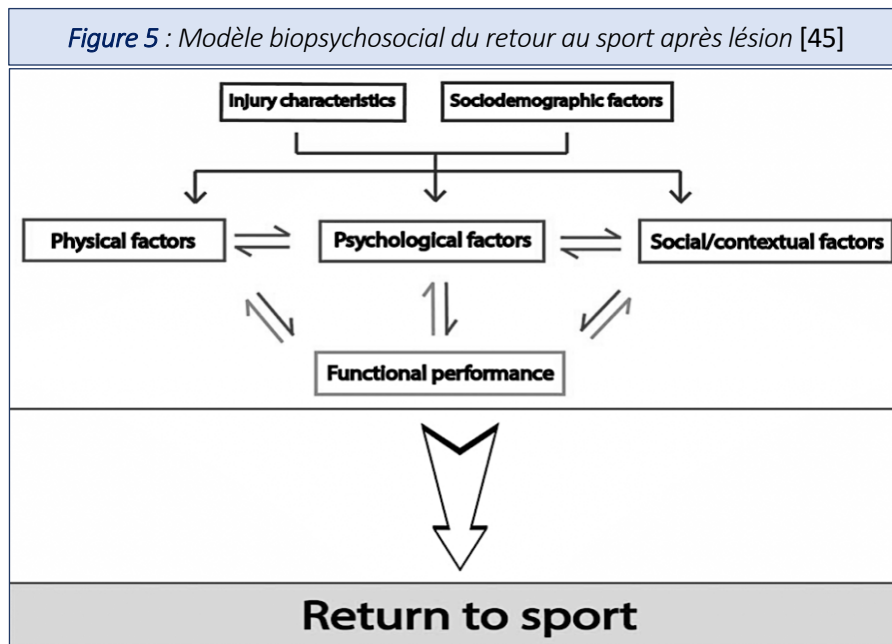 Figure 5 : Modèle biopsychosocial du retour au sport après lésion [45]
Injury characteristics
Sociodemographic factors
Physical factors
Psychological factors
Social/contextual factors
Functional performance
Return to sport